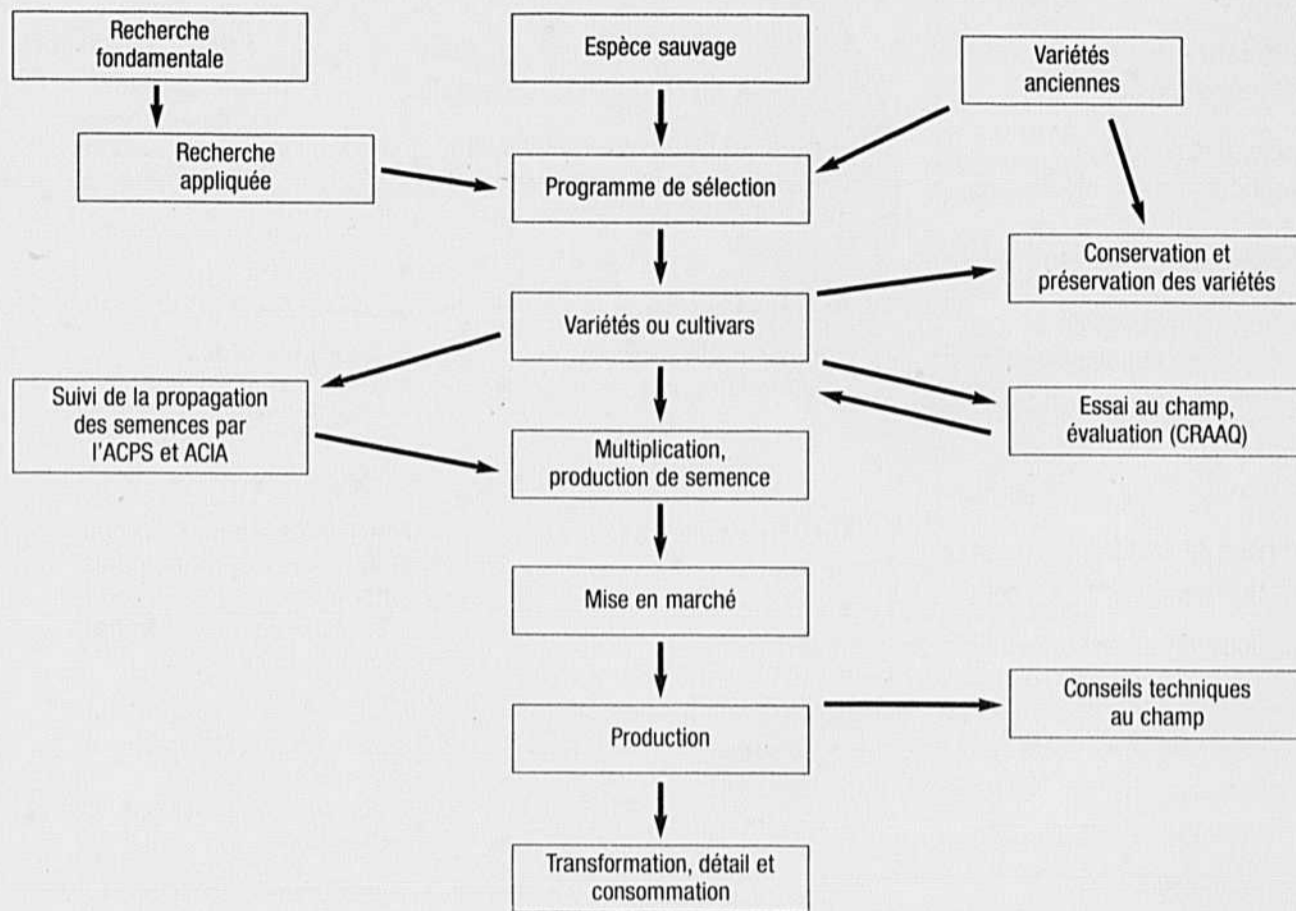 Recherche
fondamentale
Espèce sauvage
Variétés
anciennes
Recherche
appliquée
Programme de sélection
Conservation et
préservation des variétés
Variétés ou cultivars
Suivi de la propagation
des semences par
l'ACPS et ACIA
Essai au champ,
évaluation (CRAAQ)
Multiplication,
production de semence
Mise en marché
Conseils techniques
au champ
Production
Transformation, détail et
consommation